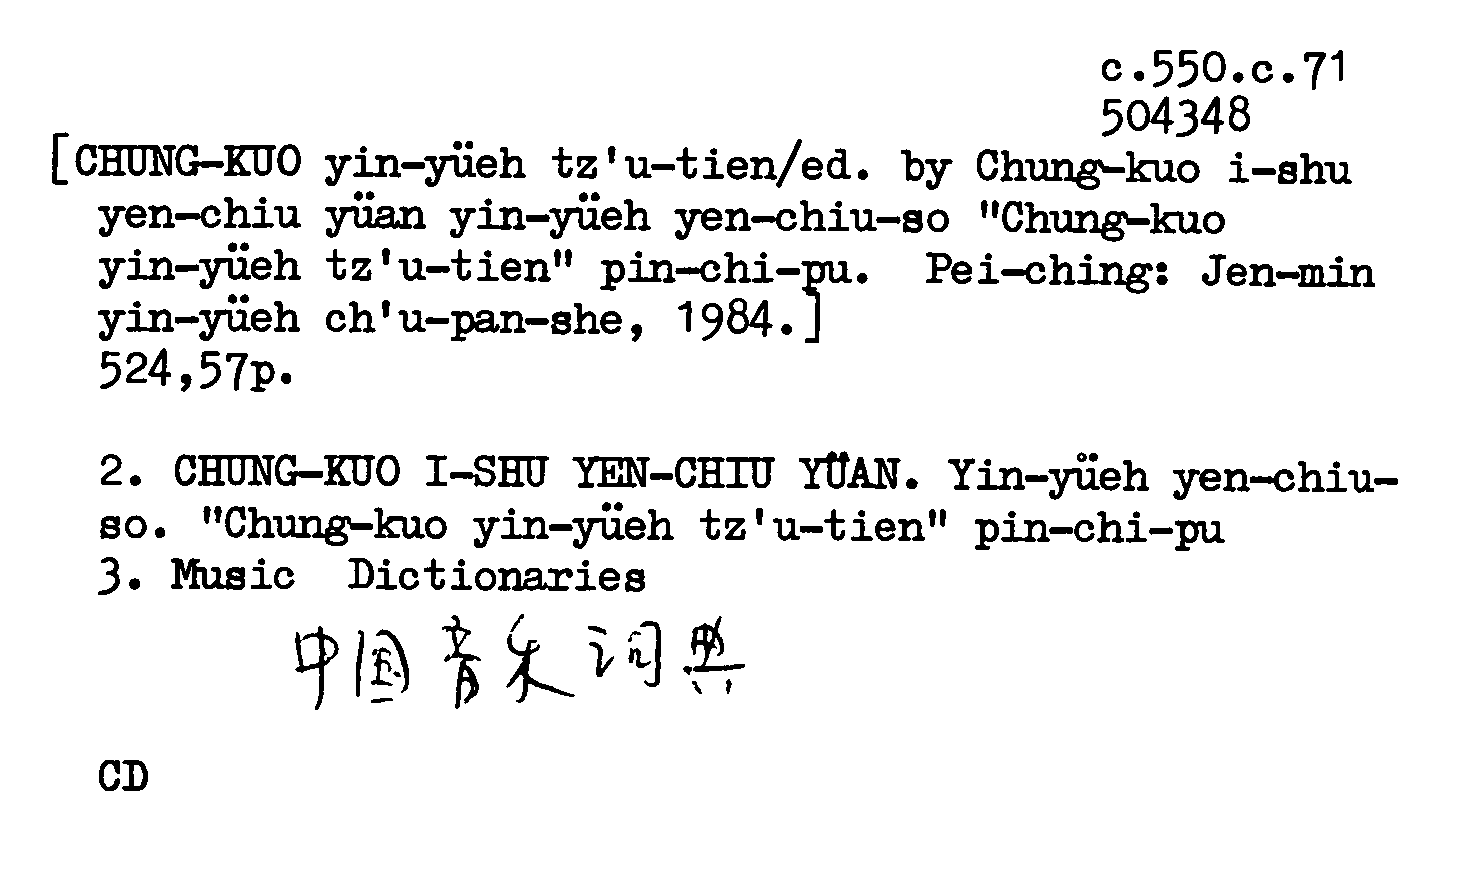 c.550.c.71
504348
[CHUNG-KUO yin-yüeh tz'u-tien/ed. by Chung-kuo i-shu
yen-chiu yüan yin-yüeh yen-chiu-so "Chung-kuo
yin-yüeh tz'u-tien" pin-chi-pu. Pei-ching: Jen-min
yin-yüeh ch'u-pan-she, 1984.]
524,57p.
2. CHUNG-KUO I-SHU YEN-CHIU YÜAN. Yin-yüeh yen-chiu-
so. "Chung-kuo yin-yüeh tz'u-tien" pin-chi-pu
3. Music Dictionaries
中国音乐词典
CD